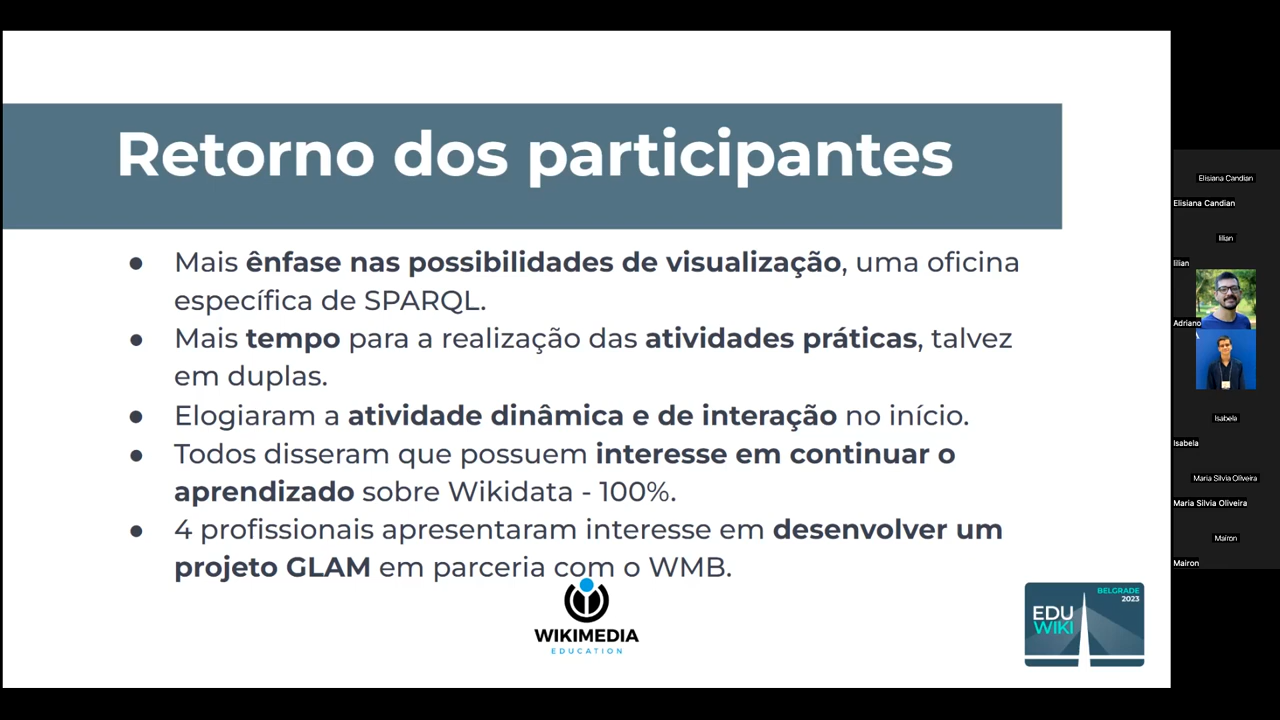 Retorno dos participantes
● Mais ênfase nas possibilidades de visualização, uma oficina
específica de SPARQL.
● Mais tempo para a realização das atividades práticas, talvez
em duplas.
● Elogiaram a atividade dinâmica e de interação no início.
● Todos disseram que possuem interesse em continuar o
aprendizado sobre Wikidata - 100%.
● 4 profissionais apresentaram interesse em desenvolver um
projeto GLAM em parceria com o WMB.
WIKIMEDIA
EDUCATION
BELGRADE
2023
EDU
WIKI
Elisiana Candian
Elisiana Candian
lilian
lilian
Adriano
Isabela
Isabela
Maria Silvia Oliveira
Maria Silvia Oliveira
Mairon
Mairon